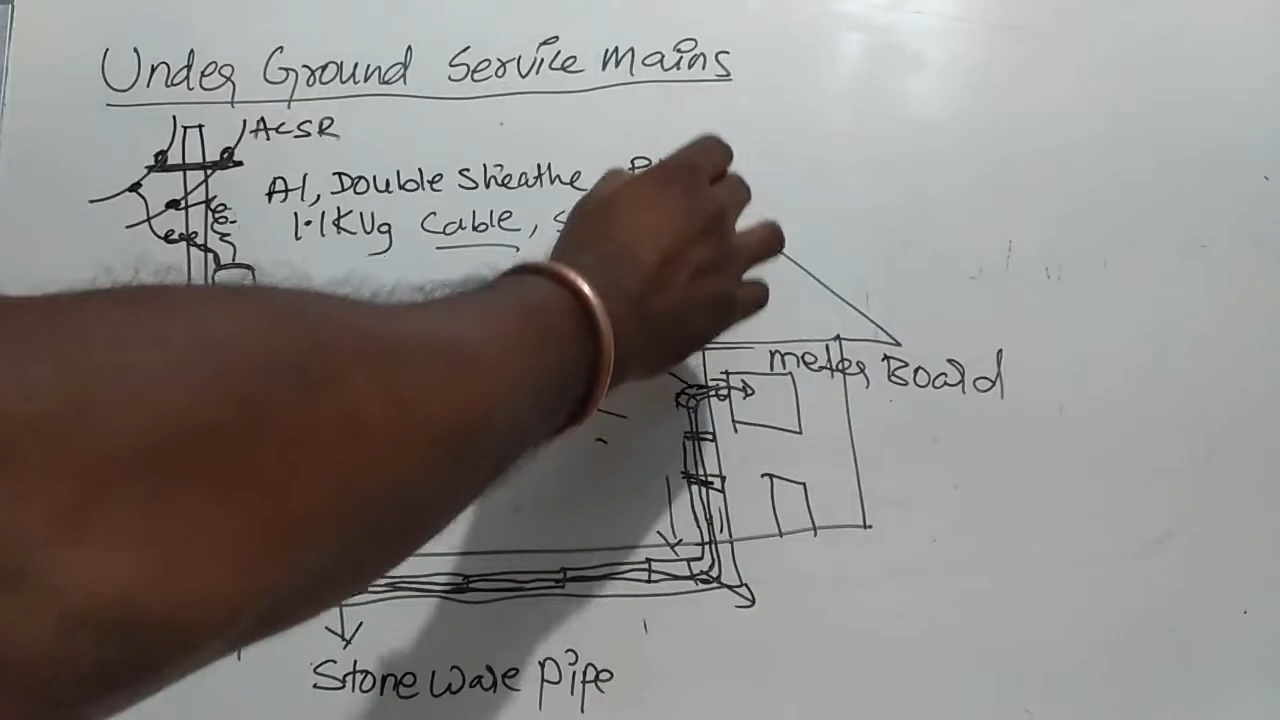 Under Ground Service mains
ACSR
Al, Double Sheathe
1.1KVg Cable,
meter Board
Stone Ware Pipe